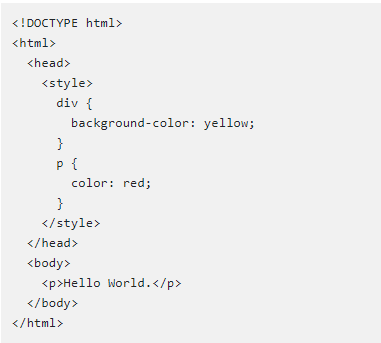 <!DOCTYPE html>
<html>
  <head>
    <style>
      div {
        background-color: yellow;
      }
      p {
        color: red;
      }
    </style>
  </head>
  <body>
    <p>Hello World.</p>
  </body>
</html>